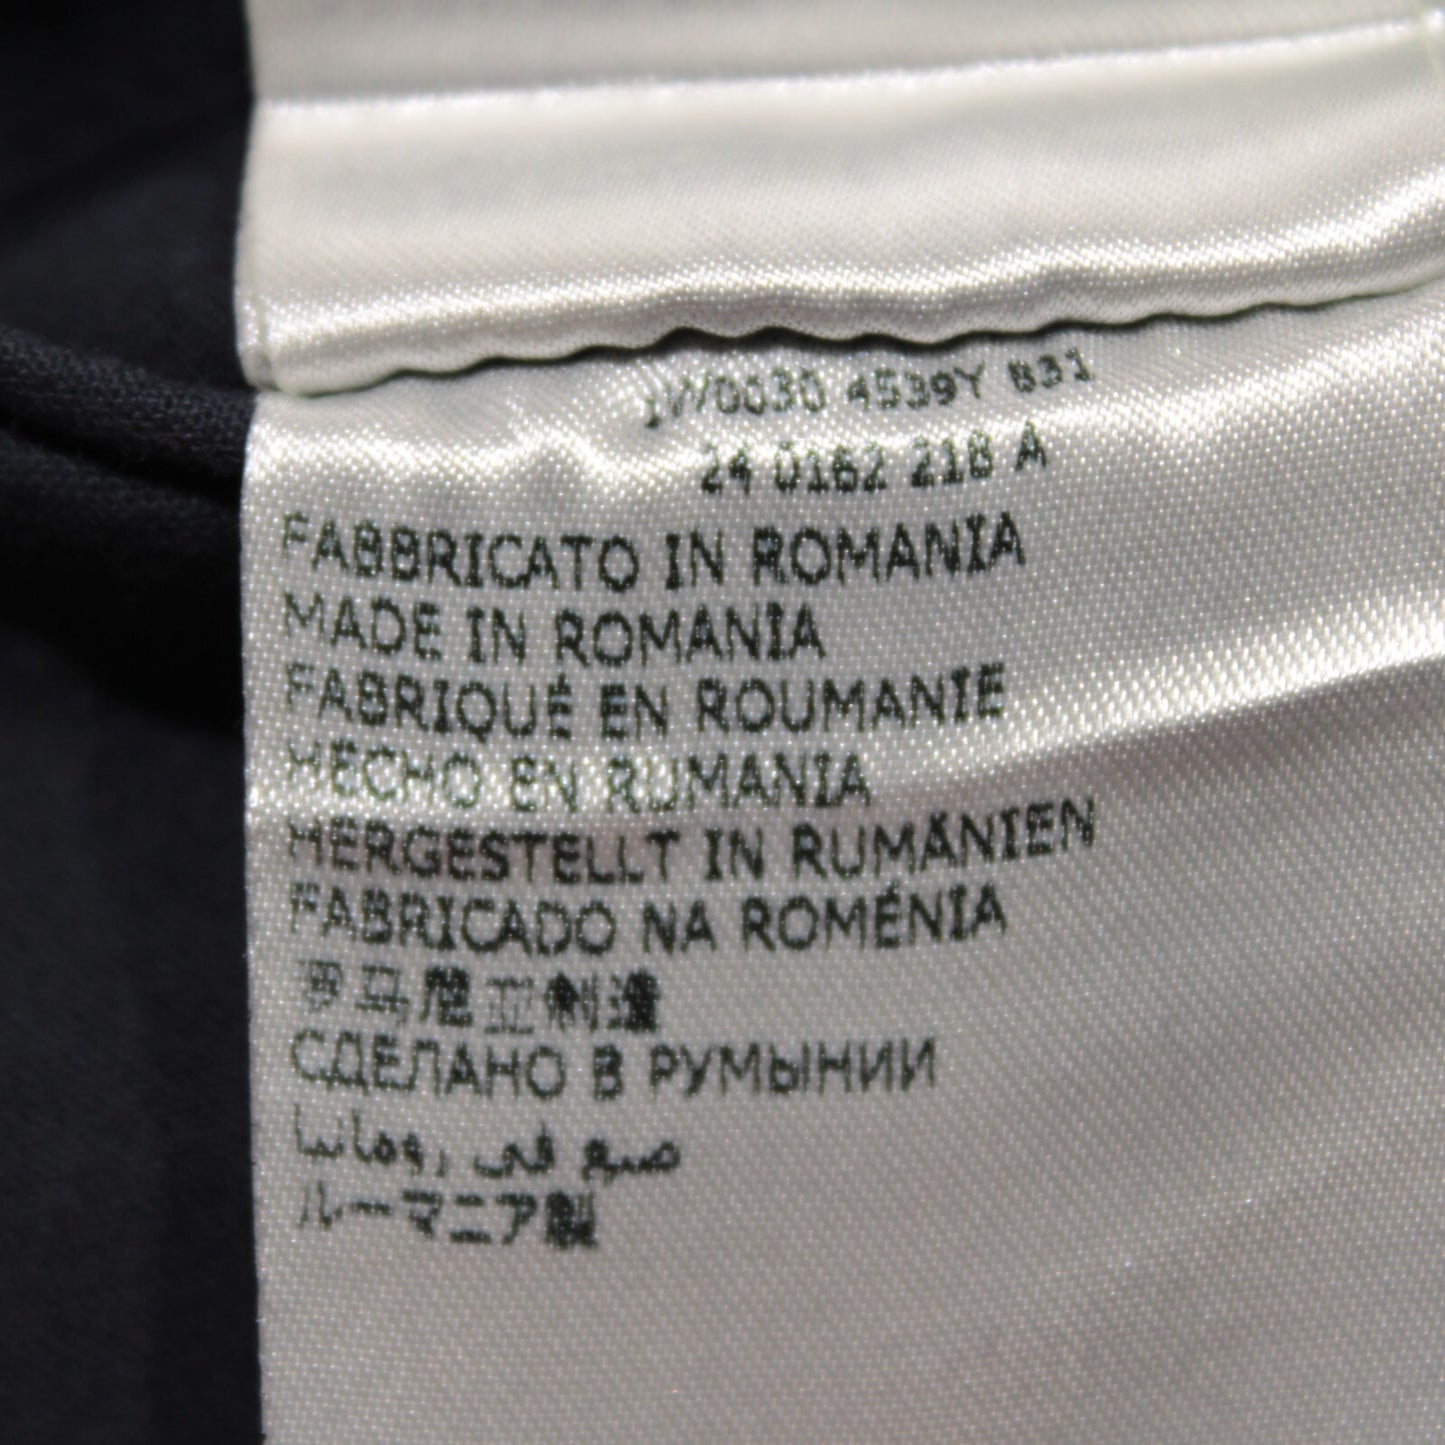 1W0030 4539Y 831
24 0162 218 A
FABBRICATO IN ROMANIA
MADE IN ROMANIA
FABRIQUÉ EN ROUMANIE
HECHO EN RUMANIA
HERGESTELLT IN RUMÄNIEN
FABRICADO NA ROMÉNIA
罗马尼亚制造
СДЕЛАНО В РУМЫНИИ
صنع في رومانيا
ルーマニア製